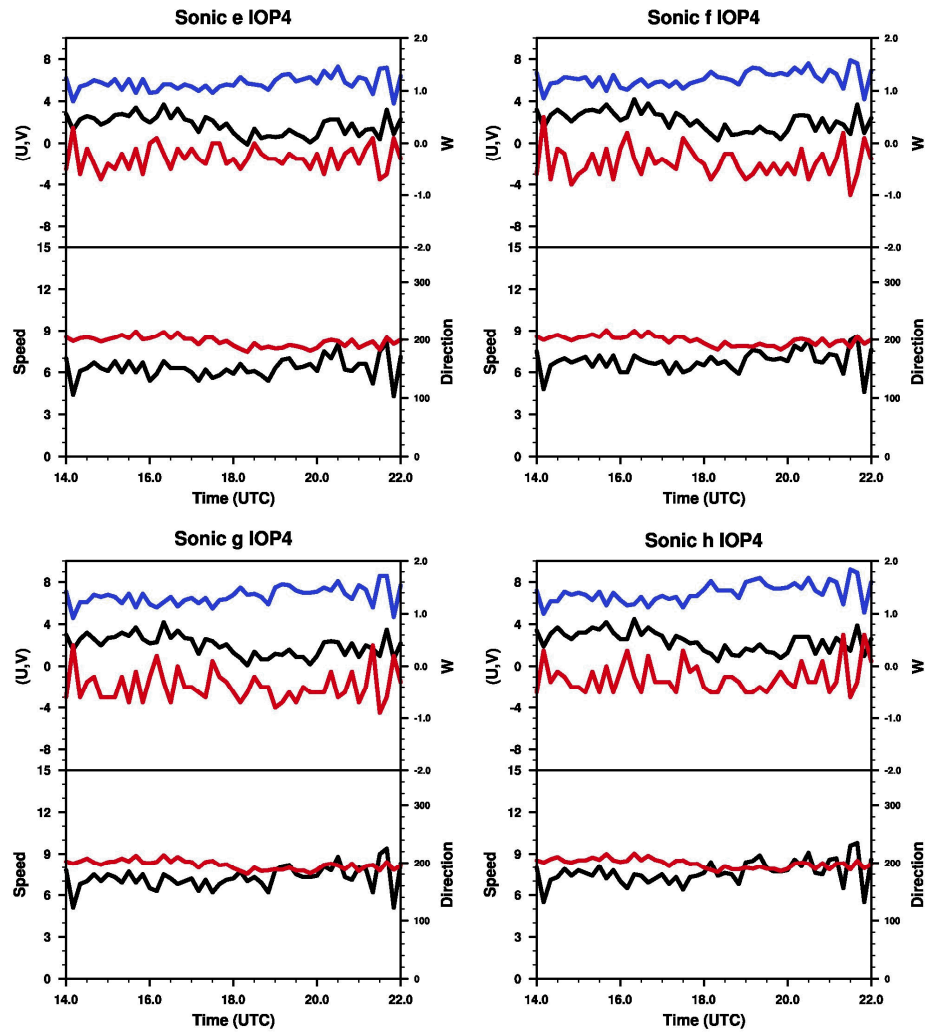 Sonic e IOP4
8
4
0
-4
-8
(U,V)
2.0
1.0
0.0
-1.0
-2.0
W
15
12
9
6
3
0
Speed
300
200
100
0
Direction
14.0 16.0 18.0 20.0 22.0
Time (UTC)
Sonic f IOP4
8
4
0
-4
-8
(U,V)
2.0
1.0
0.0
-1.0
-2.0
W
15
12
9
6
3
0
Speed
300
200
100
0
Direction
14.0 16.0 18.0 20.0 22.0
Time (UTC)
Sonic g IOP4
8
4
0
-4
-8
(U,V)
2.0
1.0
0.0
-1.0
-2.0
W
15
12
9
6
3
0
Speed
300
200
100
0
Direction
14.0 16.0 18.0 20.0 22.0
Time (UTC)
Sonic h IOP4
8
4
0
-4
-8
(U,V)
2.0
1.0
0.0
-1.0
-2.0
W
15
12
9
6
3
0
Speed
300
200
100
0
Direction
14.0 16.0 18.0 20.0 22.0
Time (UTC)